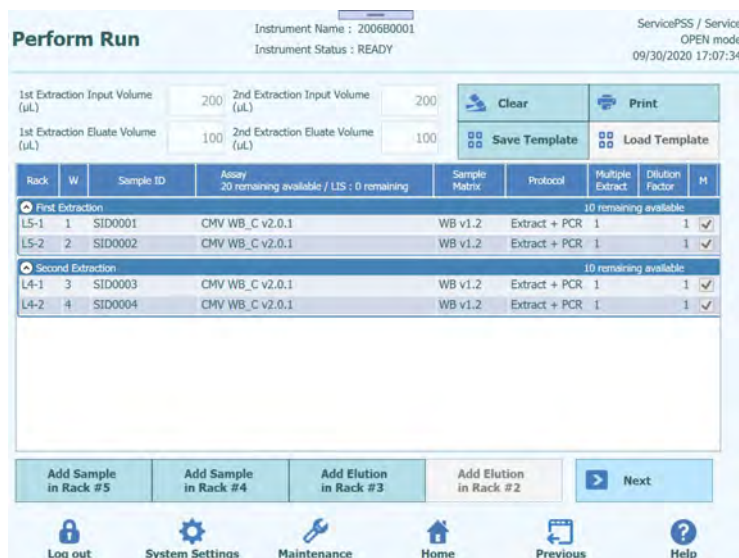 Perform Run
Instrument Name : 2006B0001
Instrument Status : READY
ServicePSS / Service
OPEN mode
09/30/2020 17:07:34
1st Extraction Input Volume (uL) 200 2nd Extraction Input Volume (uL) 200
Clear
Print
1st Extraction Eluate Volume (uL) 100 2nd Extraction Eluate Volume (uL) 100
Save Template
Load Template
Rack W Sample ID Assay 20 remaining available / LIS : 0 remaining Sample Matrix Protocol Multiple Extract Dilution Factor M
First Extraction 10 remaining available
L5-1 1 SID0001 CMV WB_C v2.0.1 WB v1.2 Extract + PCR 1 1
L5-2 2 SID0002 CMV WB_C v2.0.1 WB v1.2 Extract + PCR 1 1
Second Extraction 10 remaining available
L4-1 3 SID0003 CMV WB_C v2.0.1 WB v1.2 Extract + PCR 1 1
L4-2 4 SID0004 CMV WB_C v2.0.1 WB v1.2 Extract + PCR 1 1
Add Sample in Rack #5
Add Sample in Rack #4
Add Elution in Rack #3
Add Elution in Rack #2
Next
Log out
System Settings
Maintenance
Home
Previous
Help